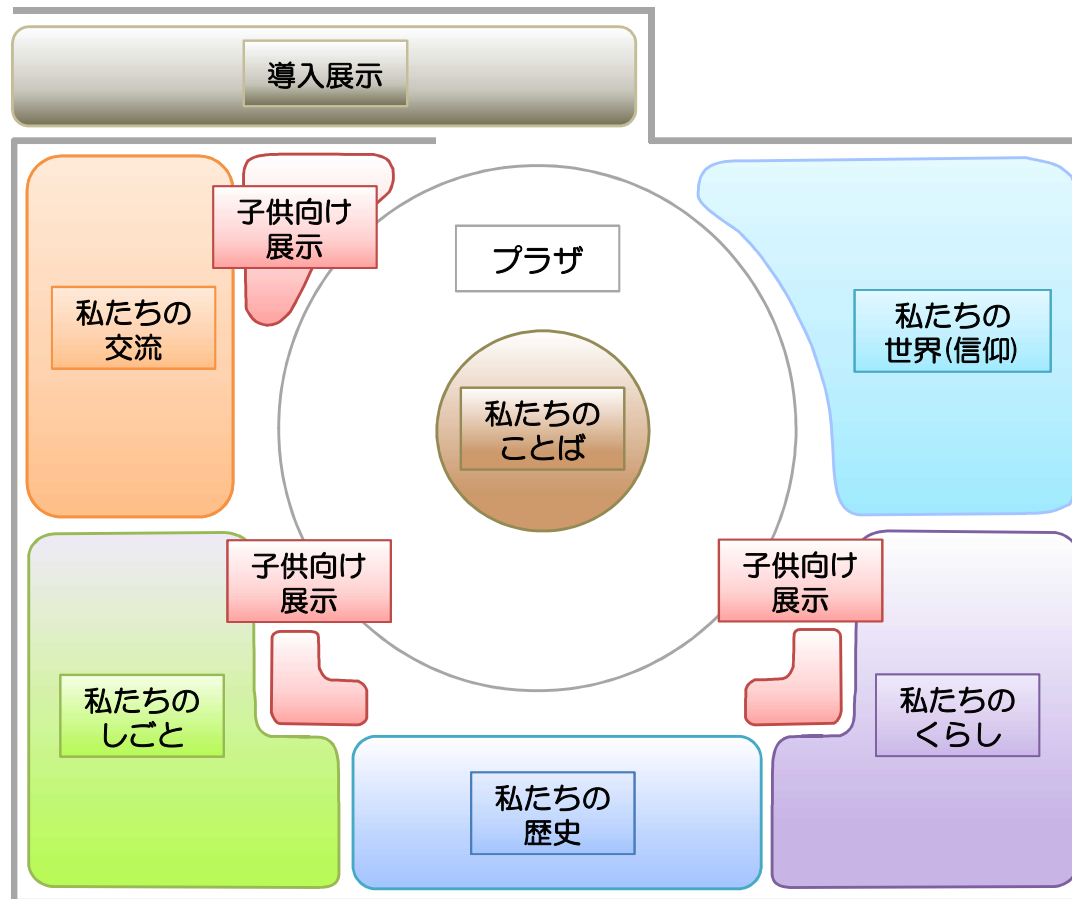 導入展示
子供向け
展示
プラザ
私たちの
交流
私たちの
世界(信仰)
私たちの
ことば
子供向け
展示
子供向け
展示
私たちの
しごと
私たちの
くらし
私たちの
歴史